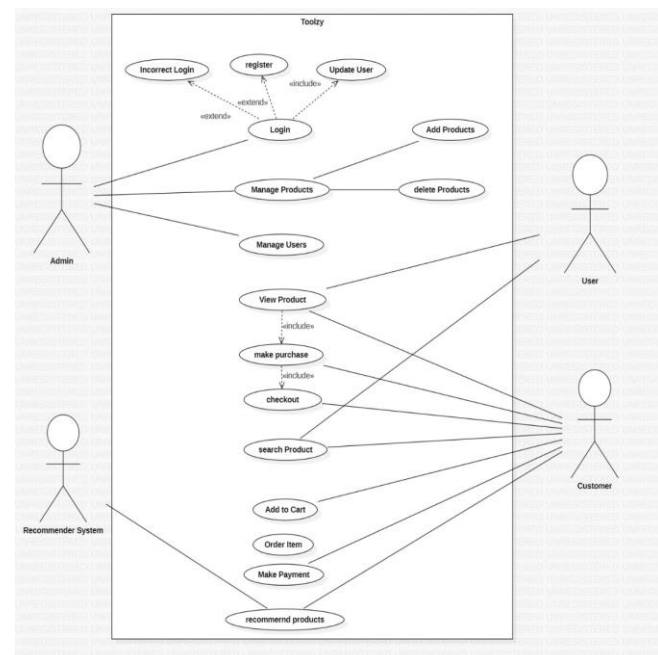 Toolzy
Incorrect Login
register
Update User
«include»
«extend»
«extend»
Login
Add Products
Manage Products
delete Products
Admin
Manage Users
User
View Product
«include»
make purchase
«include»
checkout
search Product
Customer
Add to Cart
Recommender System
Order Item
Make Payment
recommernd products